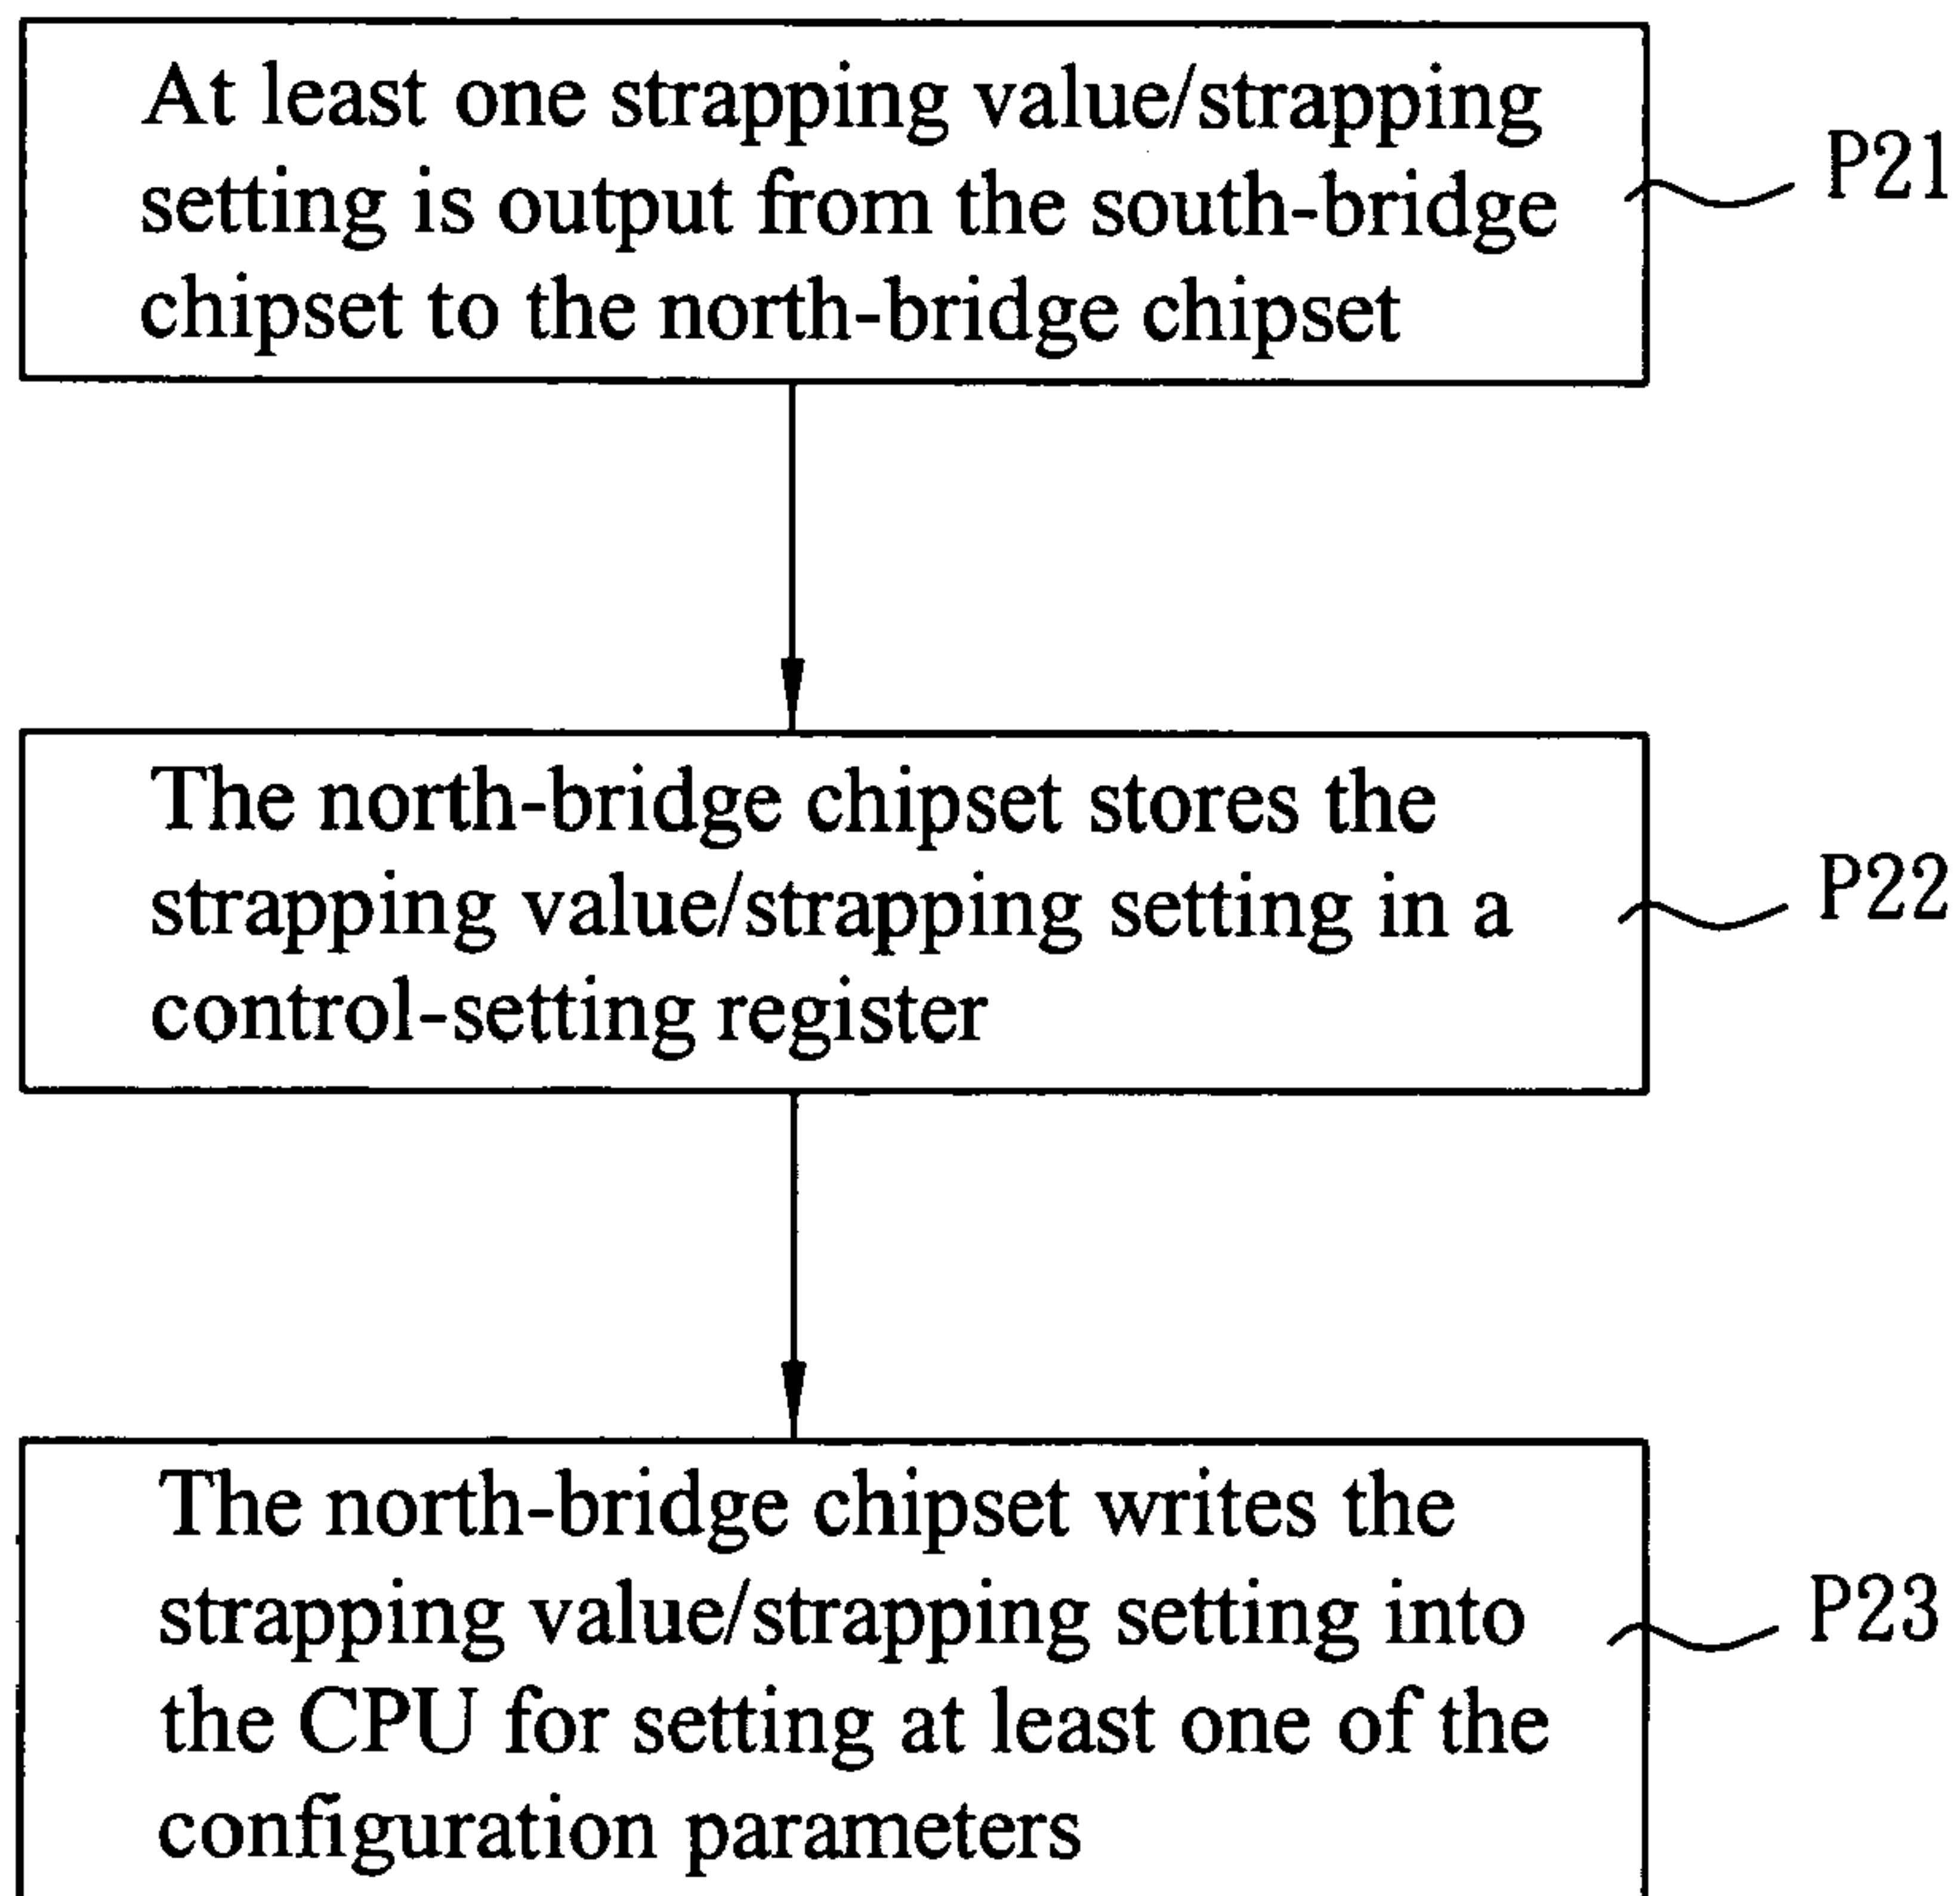 At least one strapping value/strapping
setting is output from the south-bridge
chipset to the north-bridge chipset
P21
The north-bridge chipset stores the
strapping value/strapping setting in a
control-setting register
P22
The north-bridge chipset writes the
strapping value/strapping setting into
the CPU for setting at least one of the
configuration parameters
P23